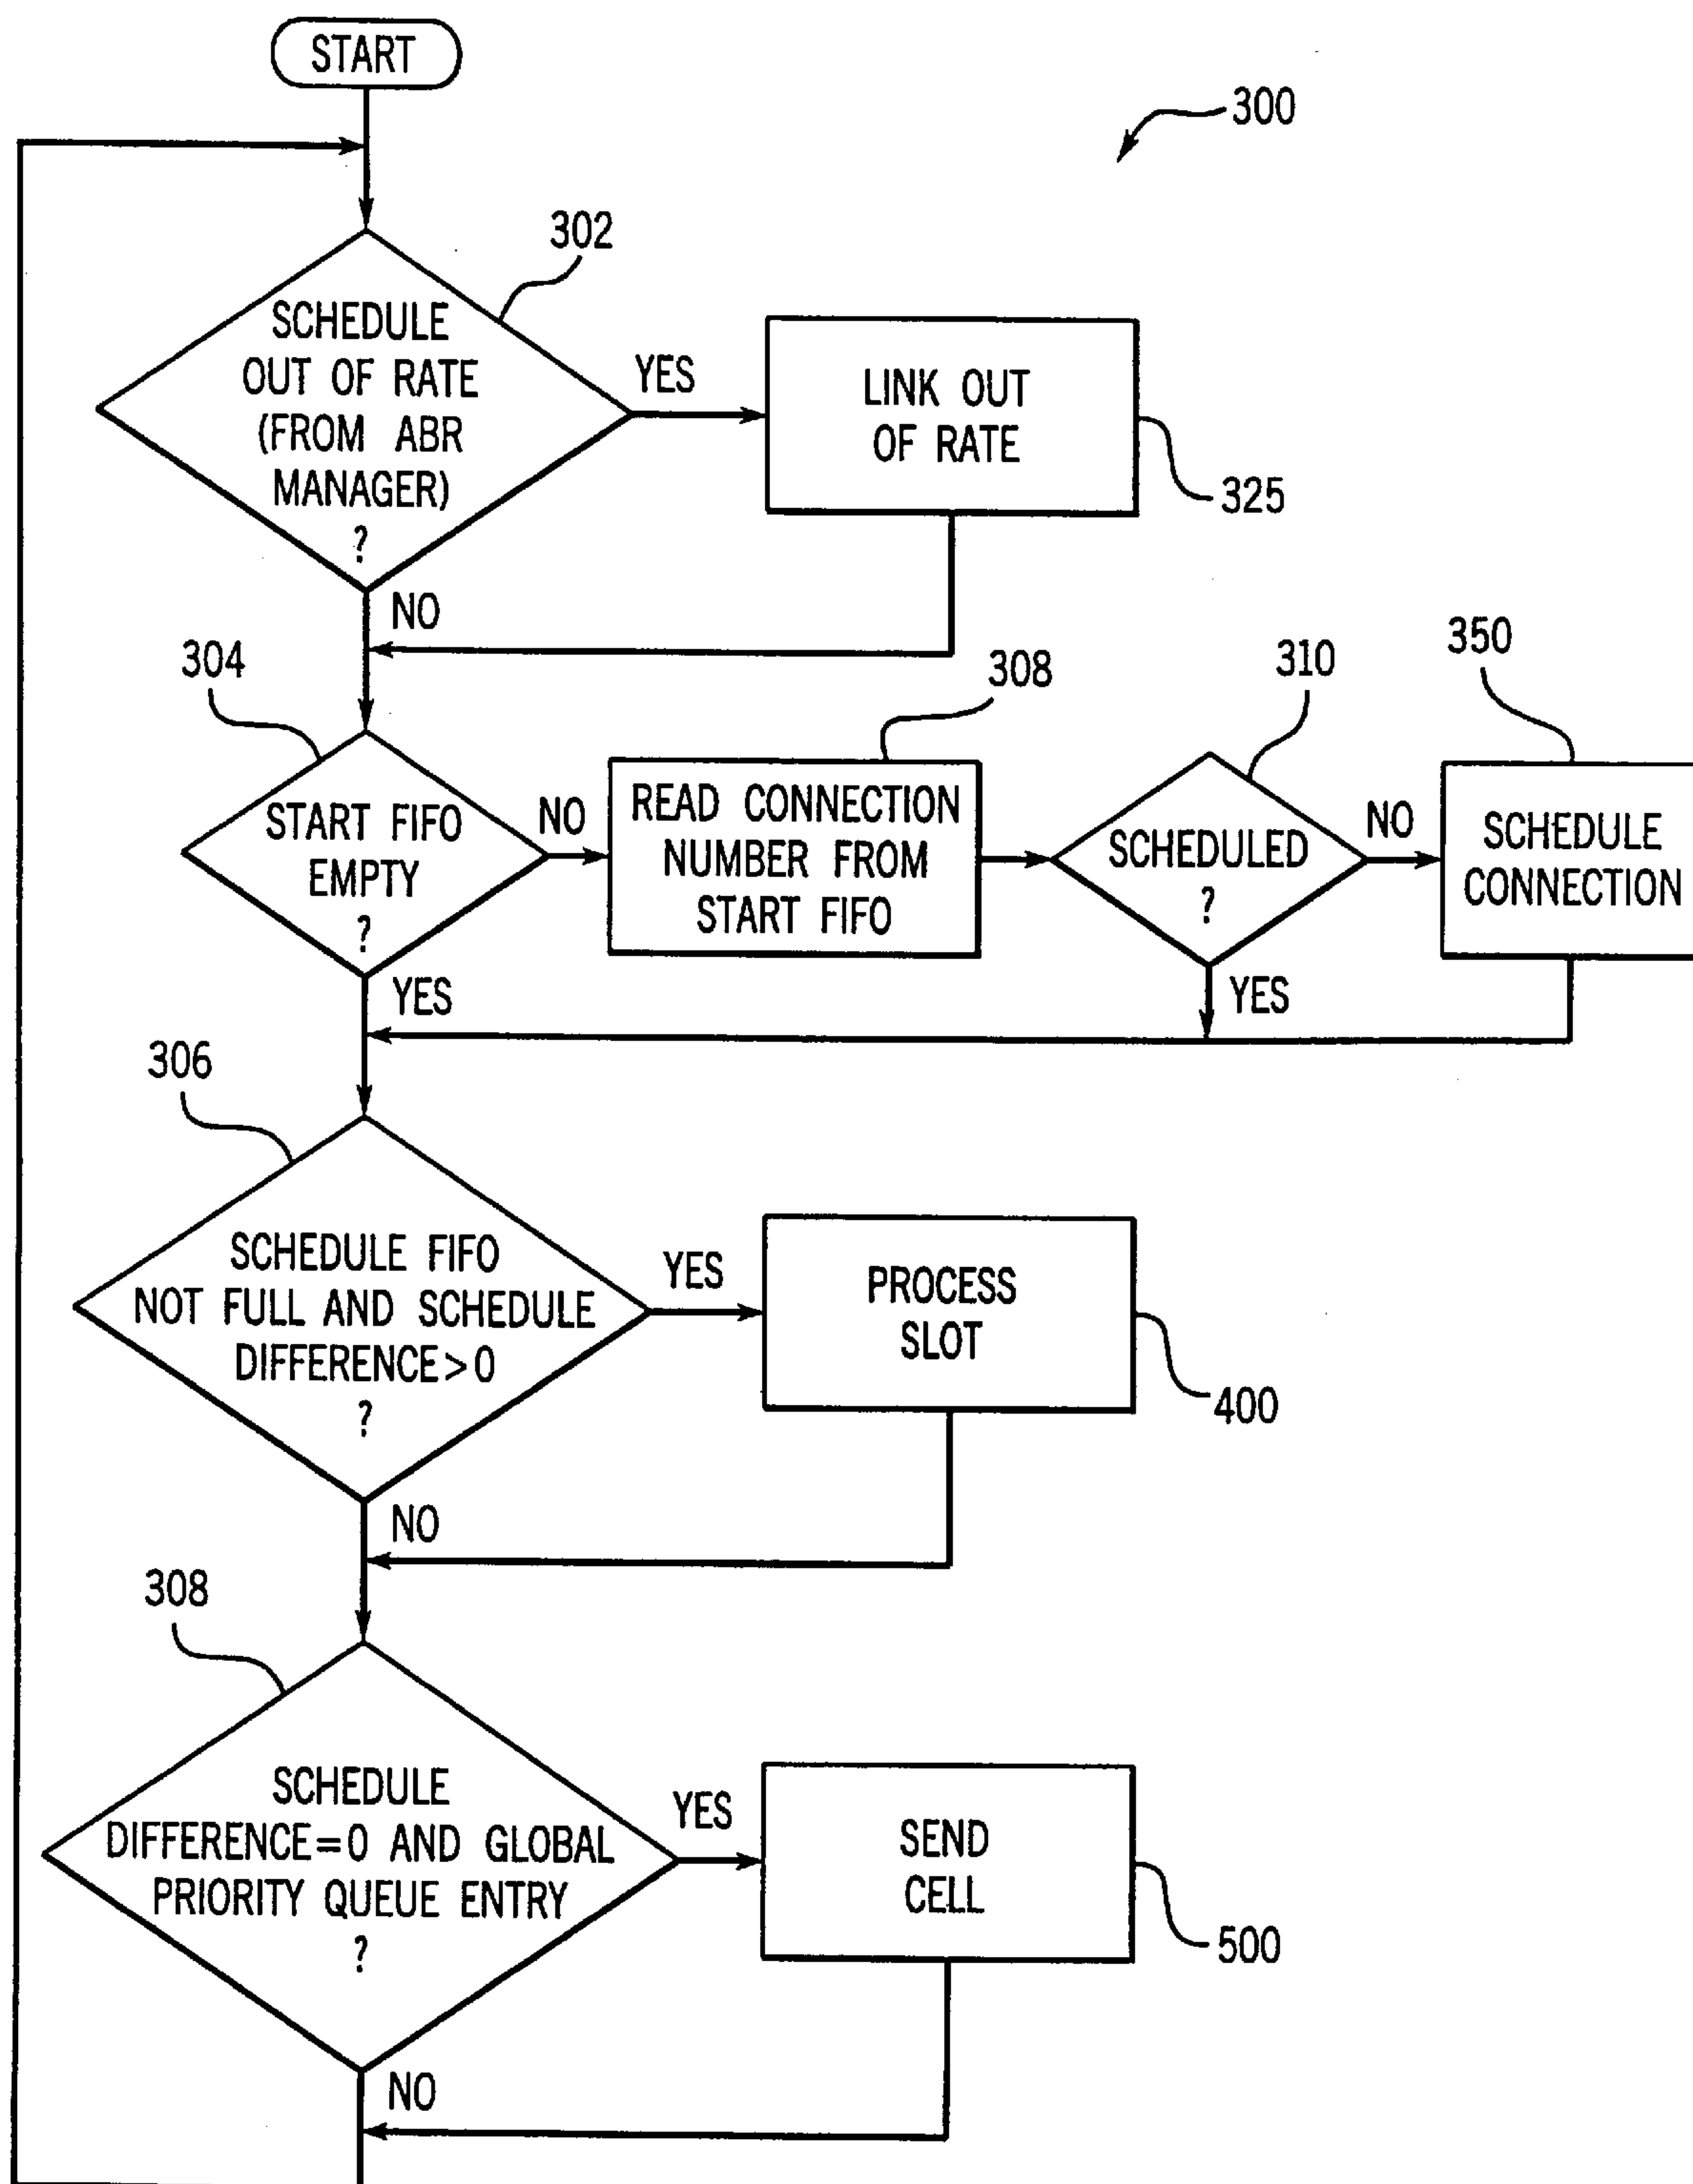 START
300
302
SCHEDULE
OUT OF RATE
(FROM ABR
MANAGER)
?
YES
LINK OUT
OF RATE
325
NO
304
START FIFO
EMPTY
?
NO
308
READ CONNECTION
NUMBER FROM
START FIFO
310
SCHEDULED
?
NO
350
SCHEDULE
CONNECTION
YES
YES
306
SCHEDULE FIFO
NOT FULL AND SCHEDULE
DIFFERENCE>0
?
YES
PROCESS
SLOT
400
NO
308
SCHEDULE
DIFFERENCE=0 AND GLOBAL
PRIORITY QUEUE ENTRY
?
YES
SEND
CELL
500
NO